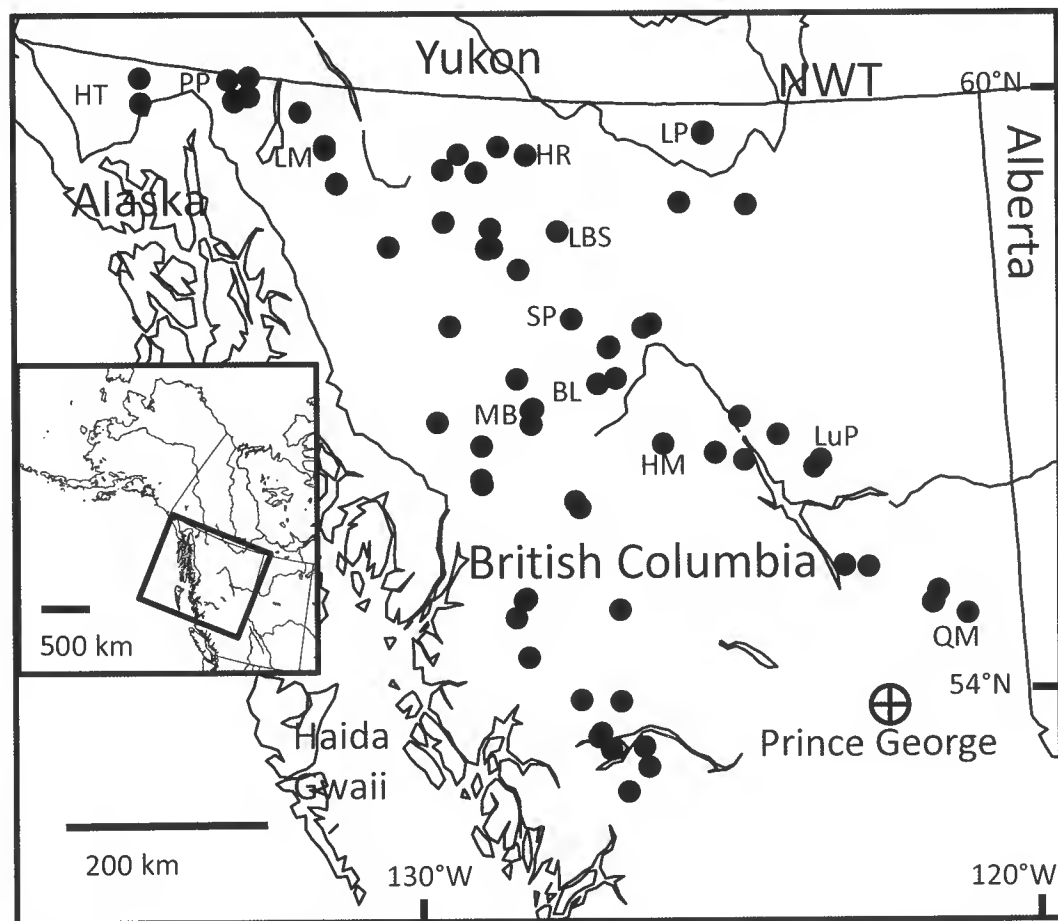 Yukon
NWT
60°N
HT
PP
LP
LM
HR
Alberta
Alaska
LBS
SP
BL
MB
LuP
HM
British Columbia
500 km
QM
54°N
Haida
Gwaii
Prince George
200 km
130°W
120°W